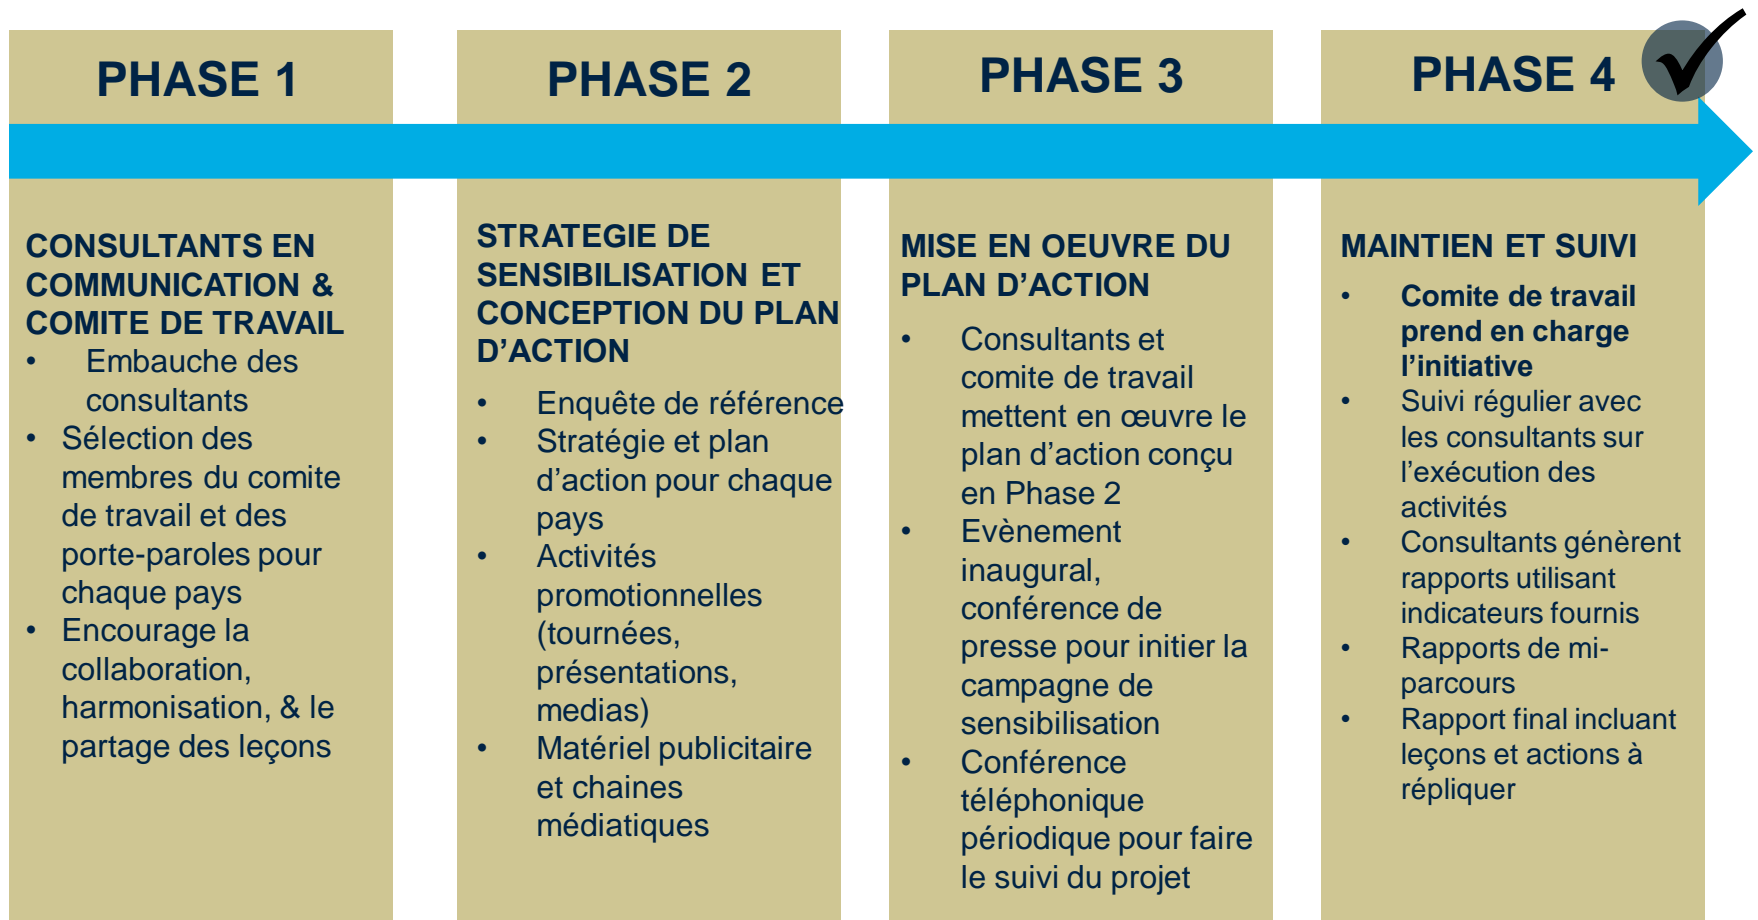 PHASE 1
CONSULTANTS EN
COMMUNICATION &
COMITE DE TRAVAIL
• Embauche des
consultants
• Sélection des
membres du comite
de travail et des
porte-paroles pour
chaque pays
• Encourage la
collaboration,
harmonisation, & le
partage des leçons
PHASE 2
STRATEGIE DE
SENSIBILISATION ET
CONCEPTION DU PLAN
D’ACTION
• Enquête de référence
• Stratégie et plan
d’action pour chaque
pays
• Activités
promotionnelles
(tournées,
présentations,
medias)
• Matériel publicitaire
et chaines
médiatiques
PHASE 3
MISE EN OEUVRE DU
PLAN D’ACTION
• Consultants et
comite de travail
mettent en œuvre le
plan d’action conçu
en Phase 2
• Evènement
inaugural,
conférence de
presse pour initier la
campagne de
sensibilisation
• Conférence
téléphonique
périodique pour faire
le suivi du projet
PHASE 4
MAINTIEN ET SUIVI
• Comite de travail
prend en charge
l’initiative
• Suivi régulier avec
les consultants sur
l’exécution des
activités
• Consultants génèrent
rapports utilisant
indicateurs fournis
• Rapports de mi-
parcours
• Rapport final incluant
leçons et actions à
répliquer